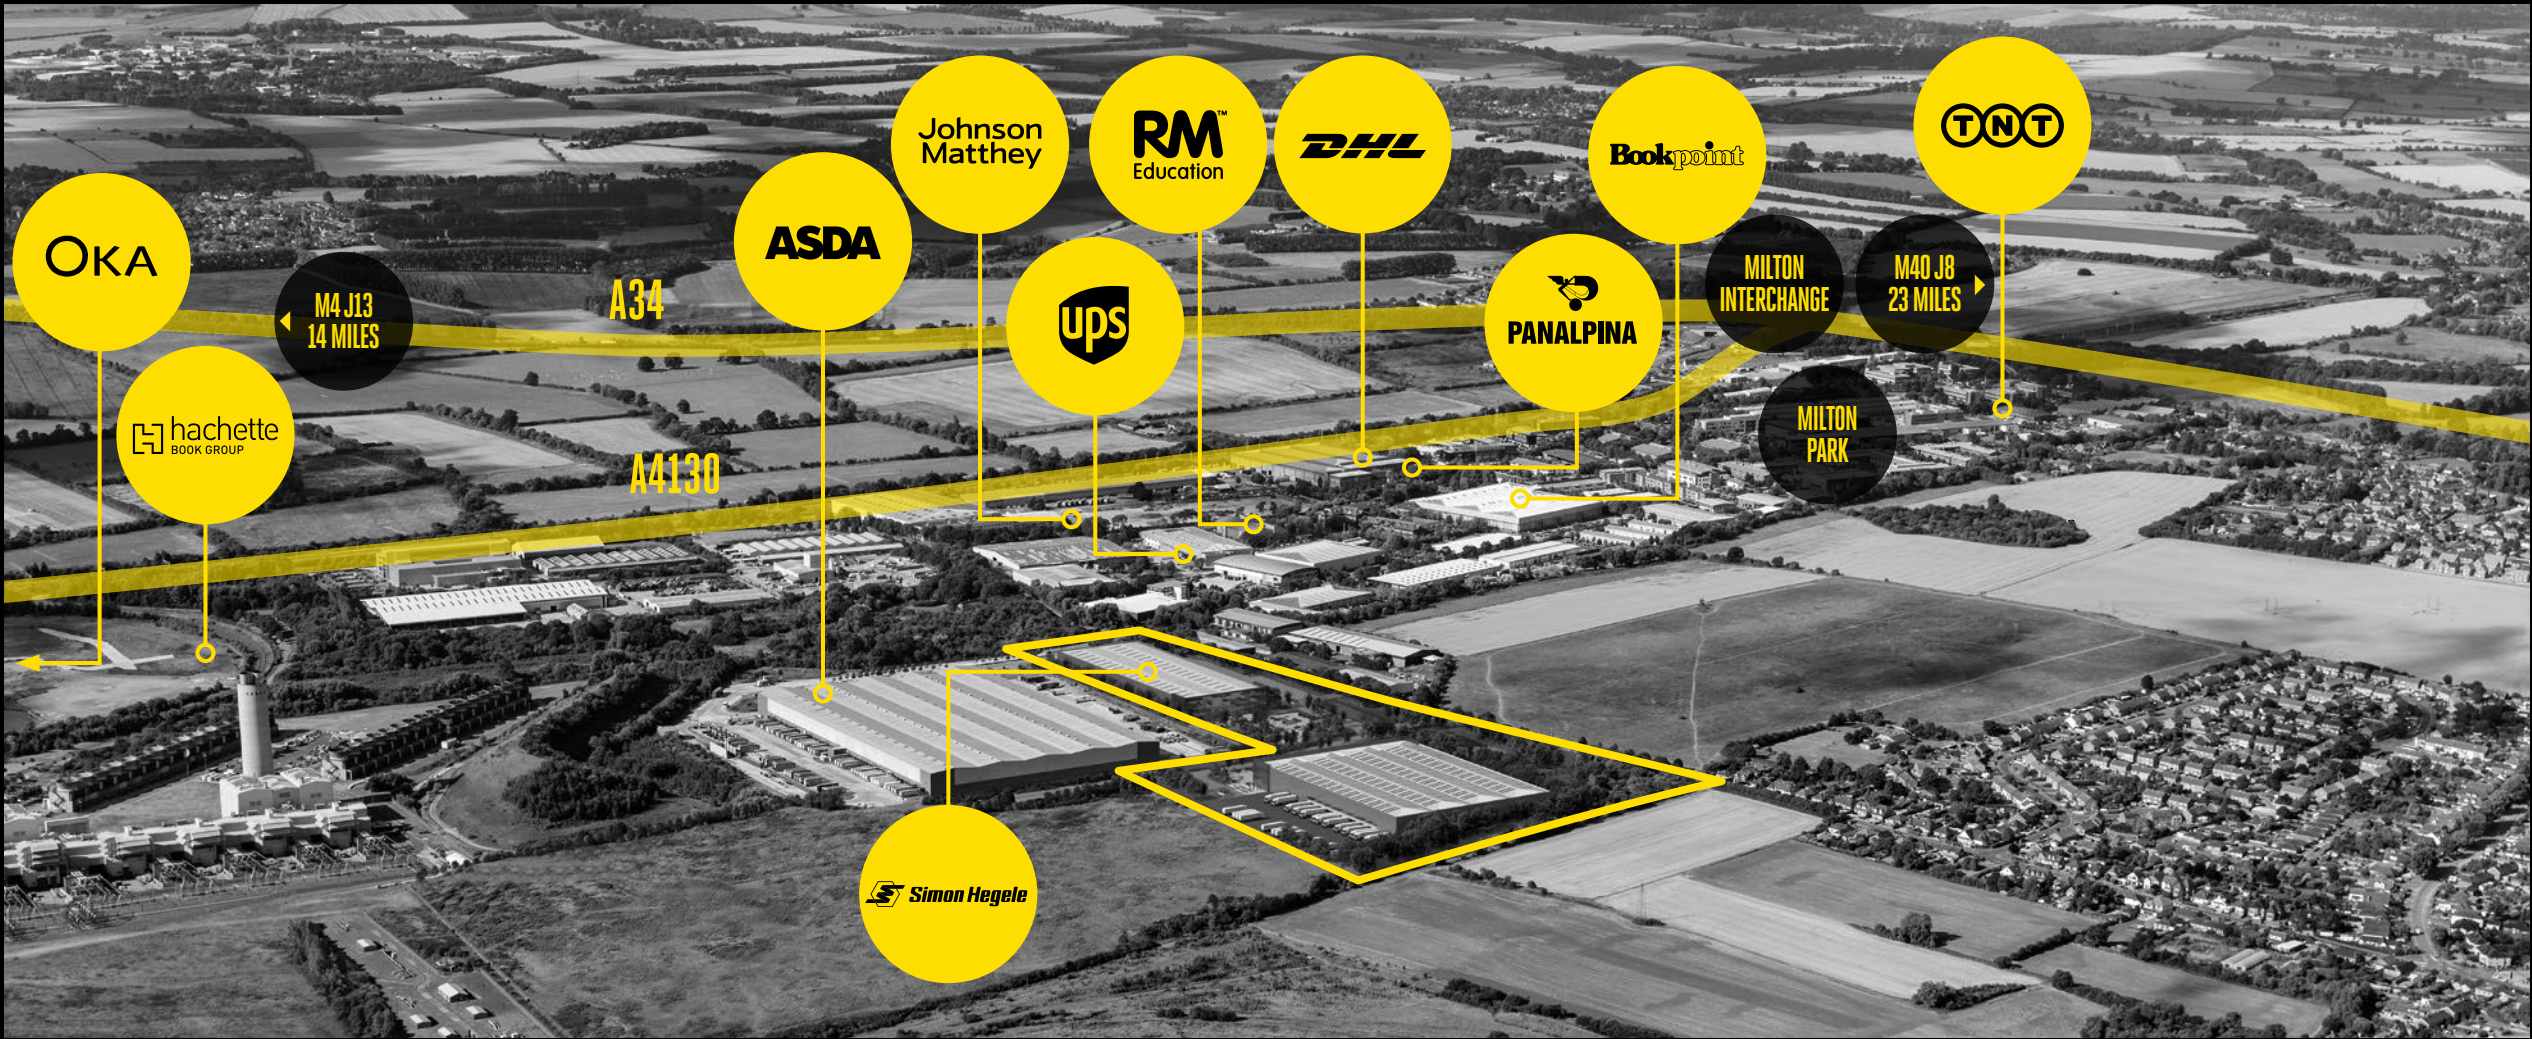 OKA
M4 J13
14 MILES
hachette
BOOK GROUP
A34
A4130
ASDA
Johnson
Matthey
ups
RM™
Education
DHL
PANALPINA
Bookpoint
MILTON
INTERCHANGE
M40 J8
23 MILES
TNT
MILTON
PARK
Simon Hegele